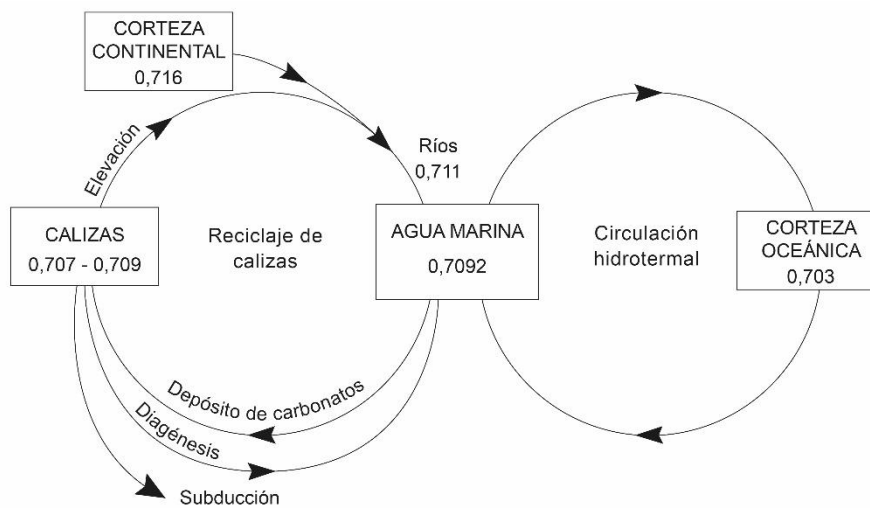 CORTEZA
CONTINENTAL
0,716
Elevación
Ríos
0,711
CALIZAS
0,707 - 0,709
Reciclaje de
calizas
AGUA MARINA
0,7092
Circulación
hidrotermal
CORTEZA
OCEÁNICA
0,703
Depósito de carbonatos
Diagénesis
Subducción